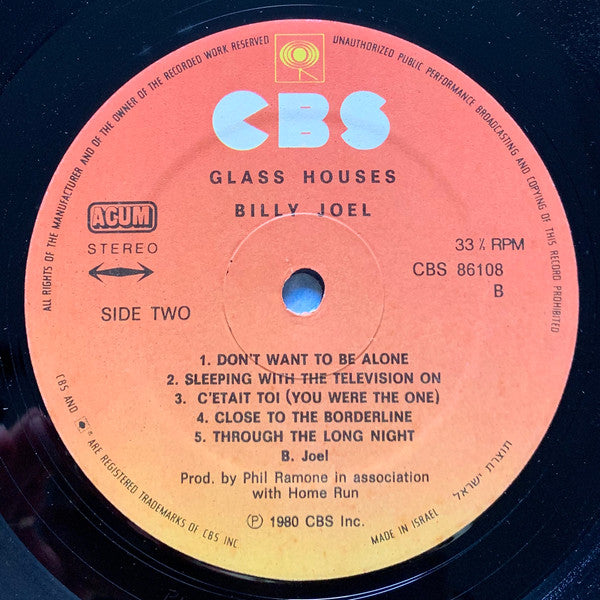 ALL RIGHTS OF THE MANUFACTURER AND OF THE OWNER OF THE RECORDED WORK RESERVED
UNAUTHORIZED PUBLIC PERFORMANCE BROADCASTING AND COPYING OF THIS RECORD PROHIBITED
CBS
GLASS HOUSES
BILLY JOEL
ACUM
STEREO
33⅓ RPM
CBS 86108
B
SIDE TWO
1. DON'T WANT TO BE ALONE
2. SLEEPING WITH THE TELEVISION ON
3. C'ETAIT TOI (YOU WERE THE ONE)
4. CLOSE TO THE BORDERLINE
5. THROUGH THE LONG NIGHT
B. Joel
Prod. by Phil Ramone in association
with Home Run
Ⓟ 1980 CBS Inc.
CBS AND ® ARE REGISTERED TRADEMARKS OF CBS INC
MADE IN ISRAEL
תוצרת ישראל